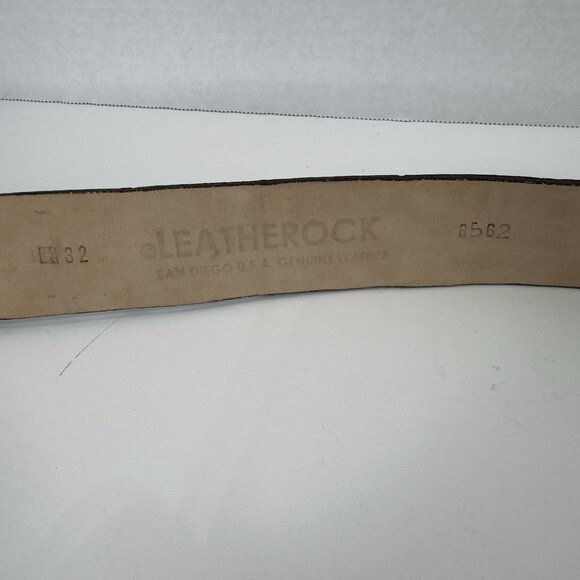 32
©LEATHEROCK
SAN DIEGO U.S.A. GENUINE LEATHER
6562